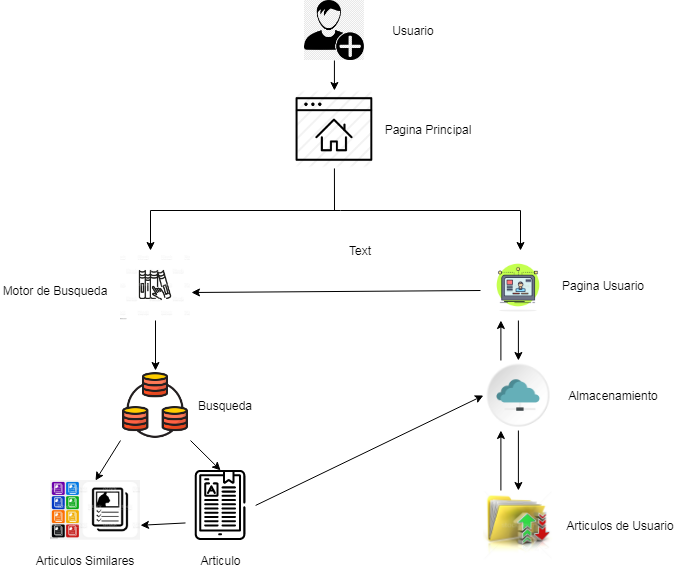 Usuario
Pagina Principal
Text
Motor de Busqueda
Pagina Usuario
Busqueda
Almacenamiento
Articulos de Usuario
Articulos Similares
Articulo